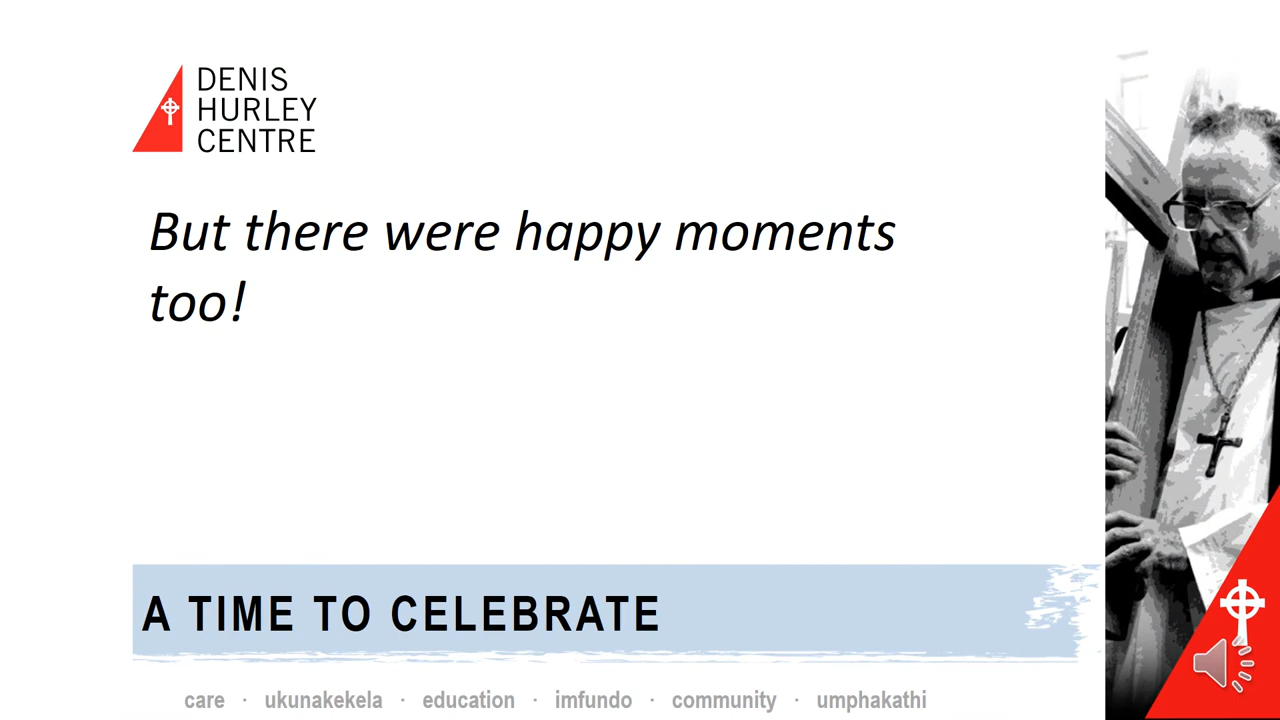 DENIS
HURLEY
CENTRE
But there were happy moments
too!
A TIME TO CELEBRATE
care · ukunakekela · education · imfundo · community · umphakathi